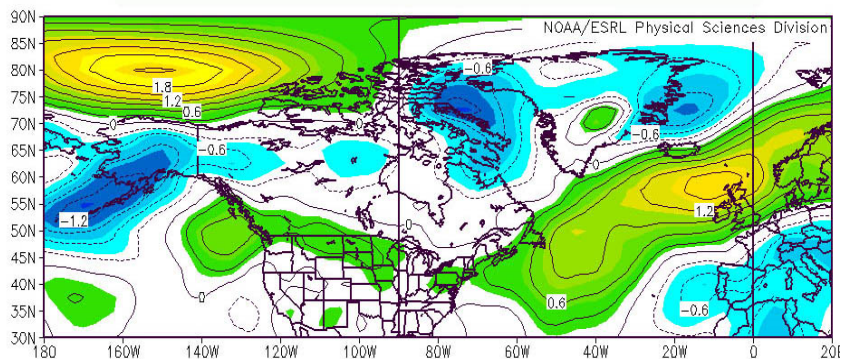 90N
NOAA/ESRL Physical Sciences Division
85N
80N
1.8
-0.6
75N
1.2
0.6
70N
0
-0.6
65N
-0.6
0
60N
55N
-1.2
1.2
50N
0
45N
40N
0
0.6
-0.6
35N
30N
180 160W 140W 120W 100W 80W 60W 40W 20W 0 20E